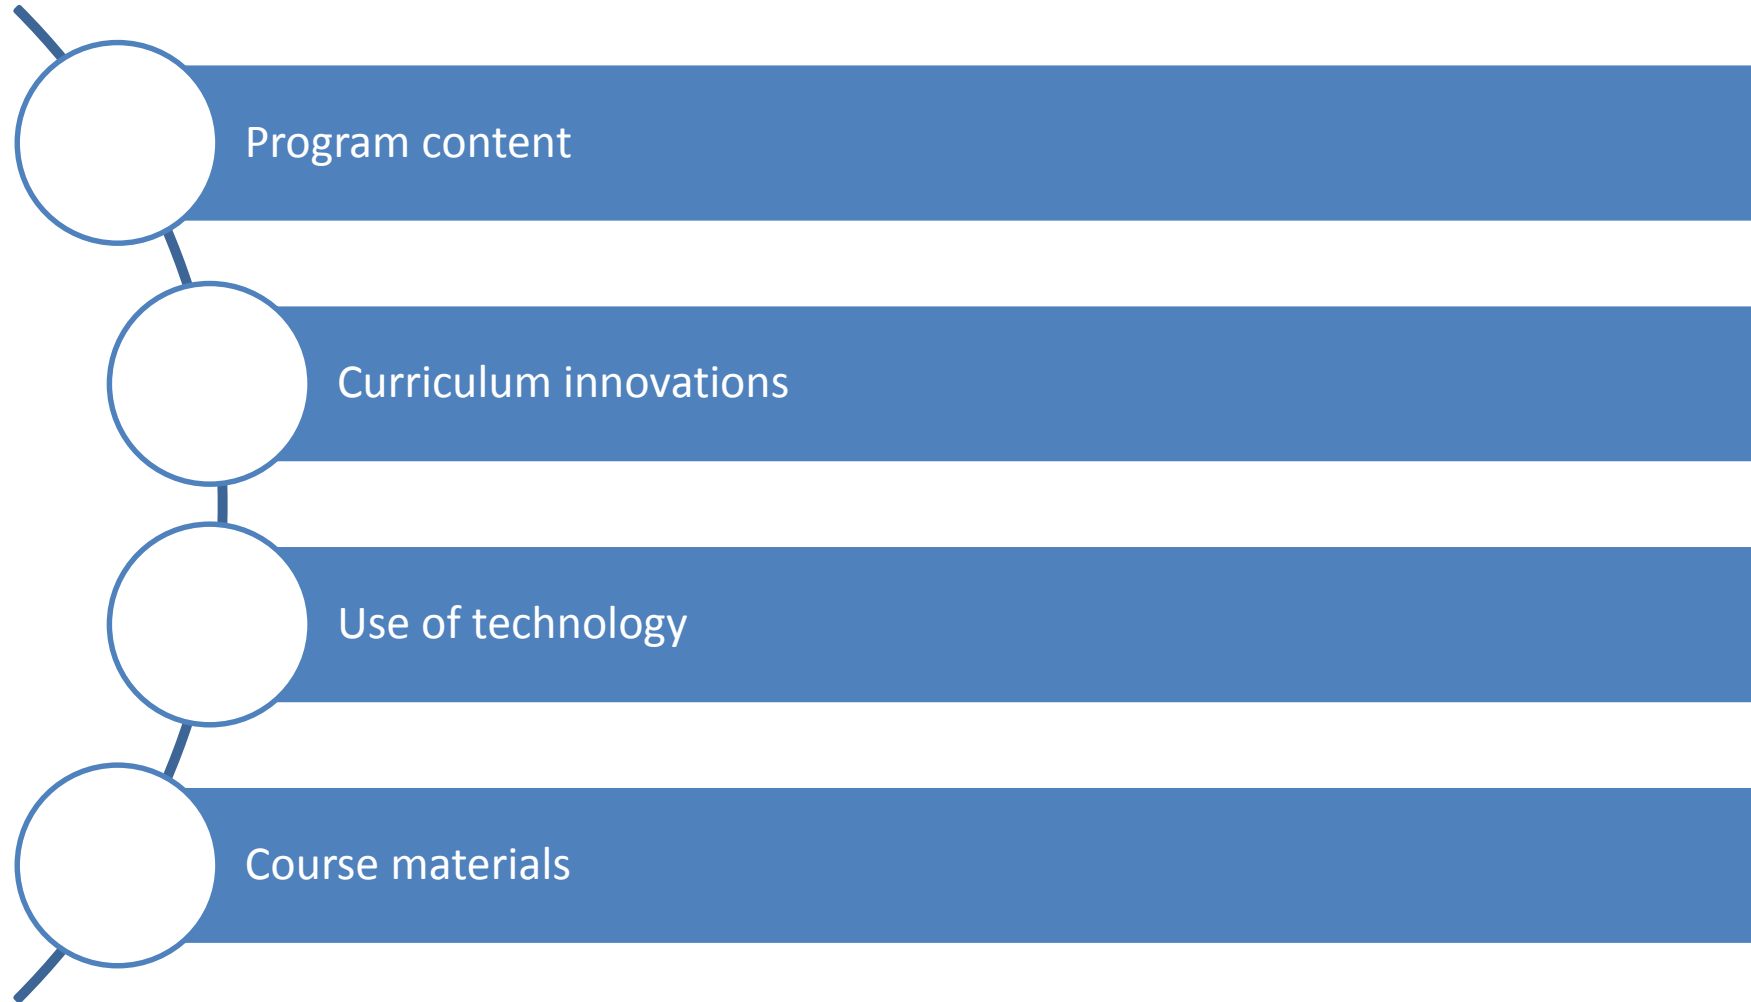 Program content
Curriculum innovations
Use of technology
Course materials